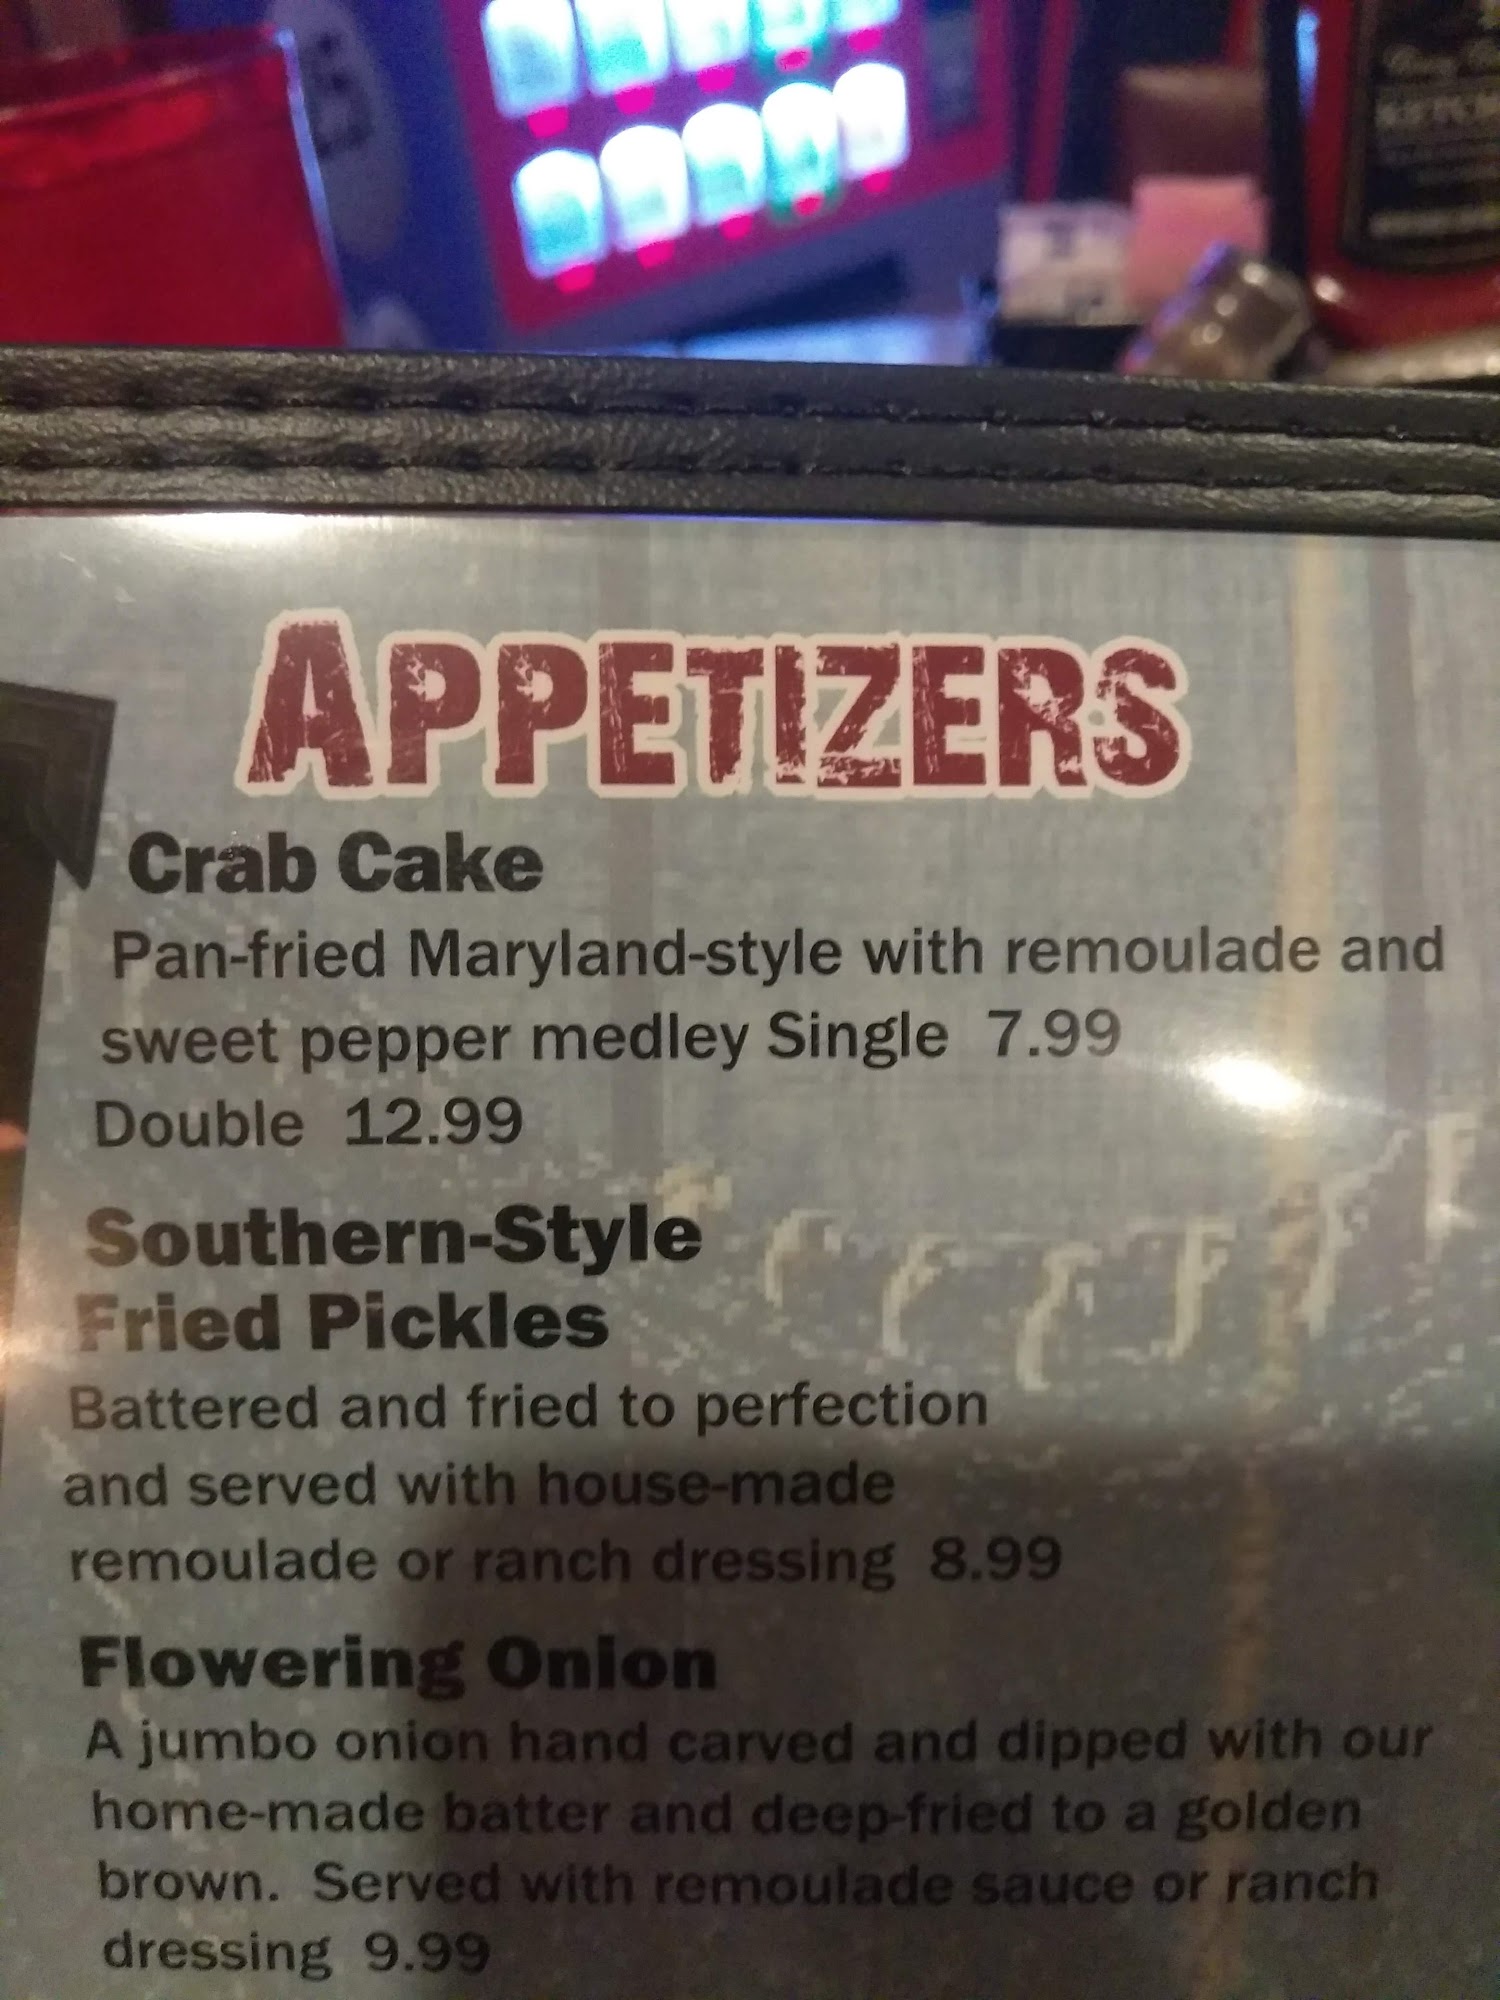 KETCH
APPETIZERS
Crab Cake
Pan-fried Maryland-style with remoulade and
sweet pepper medley Single 7.99
Double 12.99
Southern-Style
Fried Pickles
Battered and fried to perfection
and served with house-made
remoulade or ranch dressing 8.99
Flowering Onion
A jumbo onion hand carved and dipped with our
home-made batter and deep-fried to a golden
brown. Served with remoulade sauce or ranch
dressing 9.99